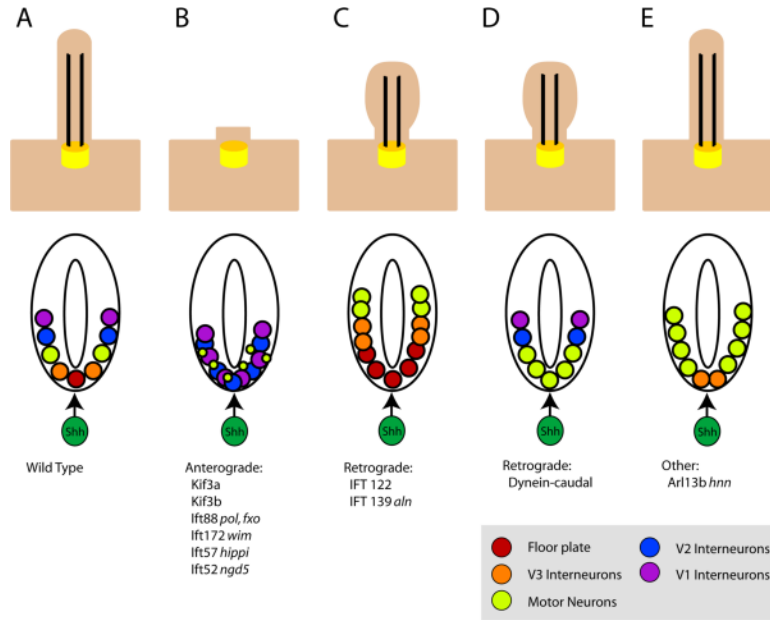 A B C D E
Shh Shh Shh Shh Shh
Wild Type
Anterograde:
Kif3a
Kif3b
Ift88 pol, fxo
Ift172 wim
Ift57 hippi
Ift52 ngd5
Retrograde:
IFT 122
IFT 139 aln
Retrograde:
Dynein-caudal
Other:
Arl13b hnn
Floor plate
V3 Interneurons
Motor Neurons
V2 Interneurons
V1 Interneurons